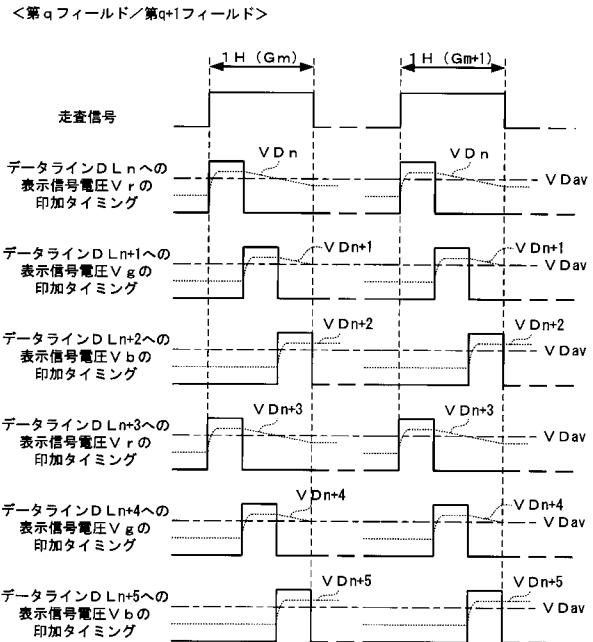 ＜第ｑフィールド／第q+1フィールド＞
１Ｈ（Ｇｍ）
１Ｈ（Ｇm+1）
走査信号
ＶＤｎ
ＶＤｎ
データラインＤＬｎへの
表示信号電圧Ｖｒの
印加タイミング
ＶDav
データラインＤＬn+1への
表示信号電圧Ｖｇの
印加タイミング
ＶDn+1
ＶDn+1
ＶDav
データラインＤＬn+2への
表示信号電圧Ｖｂの
印加タイミング
ＶDn+2
ＶDn+2
ＶDav
データラインＤＬn+3への
表示信号電圧Ｖｒの
印加タイミング
ＶDn+3
ＶDn+3
ＶDav
データラインＤＬn+4への
表示信号電圧Ｖｇの
印加タイミング
ＶDn+4
ＶDn+4
ＶDav
データラインＤＬn+5への
表示信号電圧Ｖｂの
印加タイミング
ＶDn+5
ＶDn+5
ＶDav